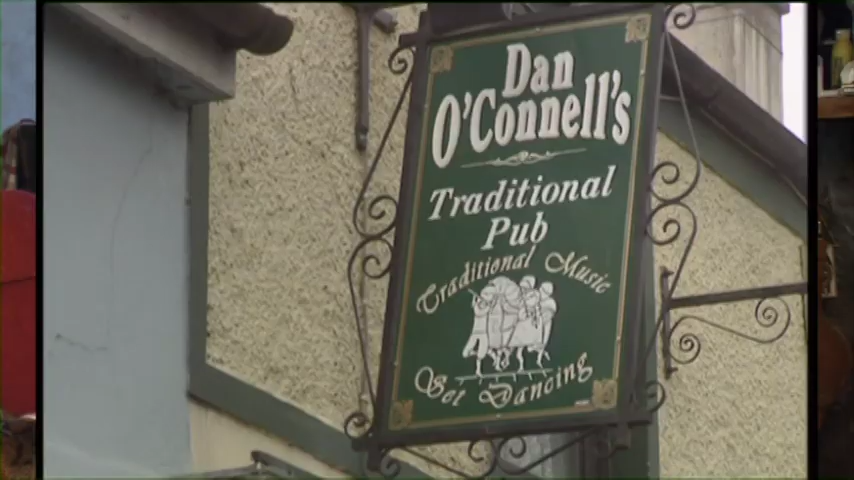 Dan
O'Connell's
Traditional
Pub
Traditional Music
Set Dancing